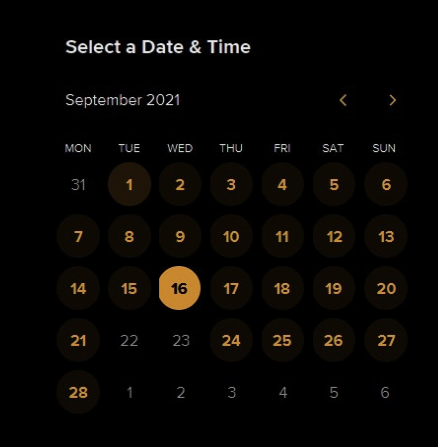 Select a Date & Time
September 2021
MON TUE WED THU FRI SAT SUN
31 1 2 3 4 5 6
7 8 9 10 11 12 13
14 15 16 17 18 19 20
21 22 23 24 25 26 27
28 1 2 3 4 5 6